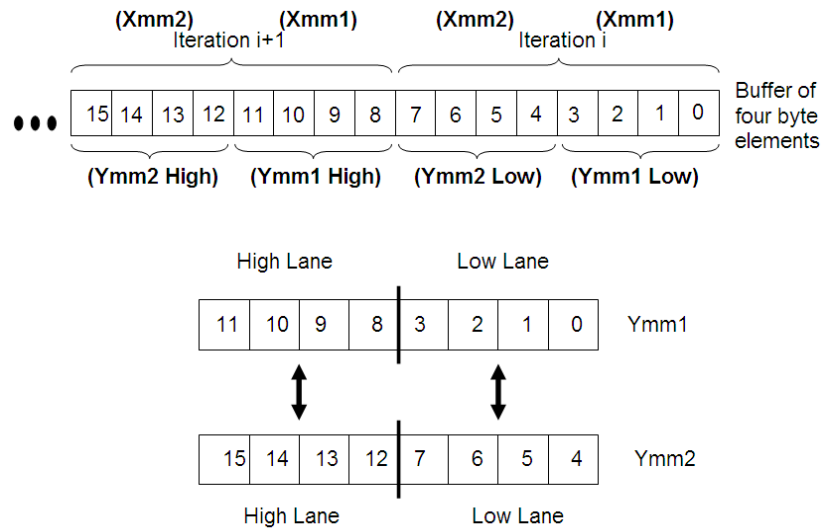 (Xmm2) (Xmm1) (Xmm2) (Xmm1)
Iteration i+1 Iteration i
15 14 13 12 11 10 9 8 7 6 5 4 3 2 1 0
Buffer of
four byte
elements
(Ymm2 High) (Ymm1 High) (Ymm2 Low) (Ymm1 Low)
High Lane Low Lane
11 10 9 8 3 2 1 0 Ymm1
15 14 13 12 7 6 5 4 Ymm2
High Lane Low Lane